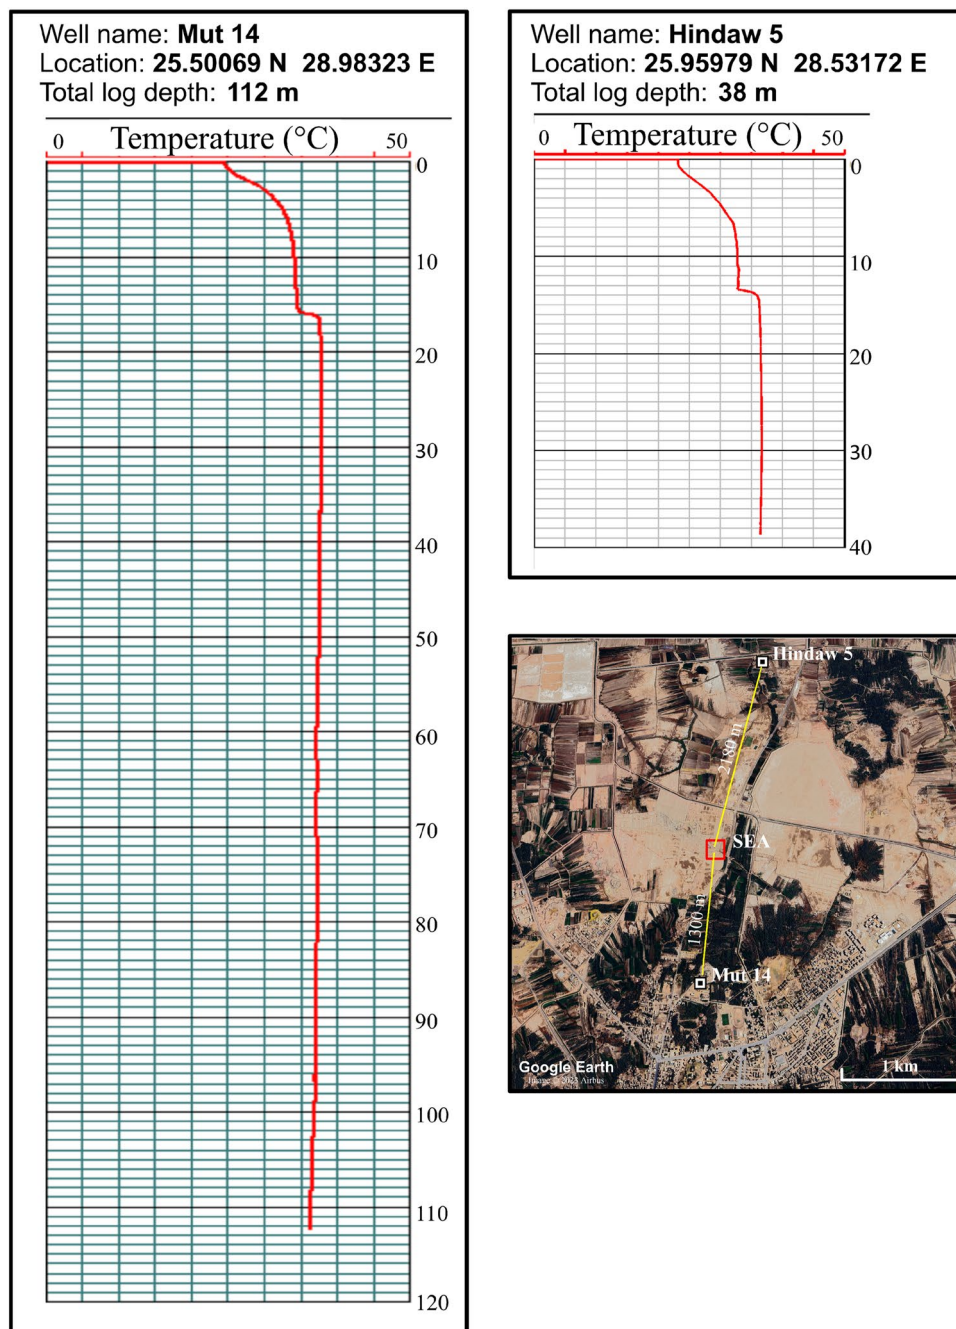 Well name: Mut 14
Location: 25.50069 N 28.98323 E
Total log depth: 112 m
0 Temperature (°C) 50
0
10
20
30
40
50
60
70
80
90
100
110
120
Well name: Hindaw 5
Location: 25.95979 N 28.53172 E
Total log depth: 38 m
0 Temperature (°C) 50
0
10
20
30
40
Hindaw 5
2180 m
SEA
1300 m
Mut 14
Google Earth
Image © 2023 Airbus
1 km